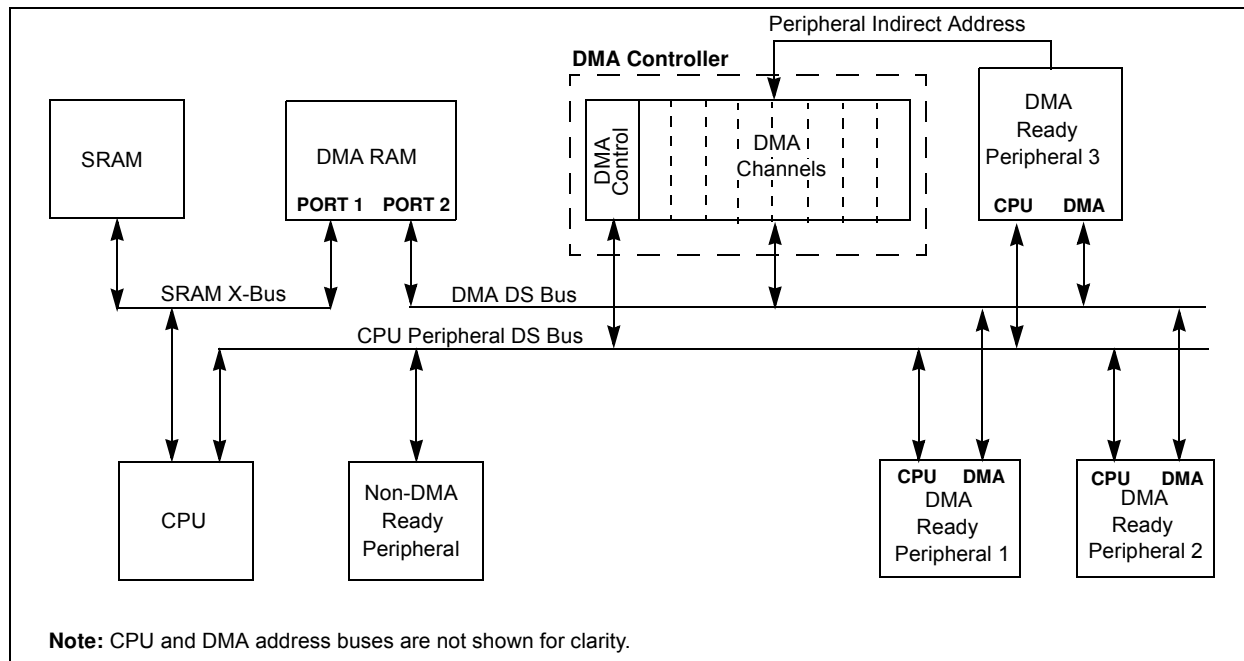 Peripheral Indirect Address
DMA Controller
SRAM
DMA RAM
PORT 1 PORT 2
DMA
Control
DMA
Channels
DMA
Ready
Peripheral 3
CPU DMA
SRAM X-Bus
DMA DS Bus
CPU Peripheral DS Bus
CPU
Non-DMA
Ready
Peripheral
CPU DMA
DMA
Ready
Peripheral 1
CPU DMA
DMA
Ready
Peripheral 2
Note: CPU and DMA address buses are not shown for clarity.